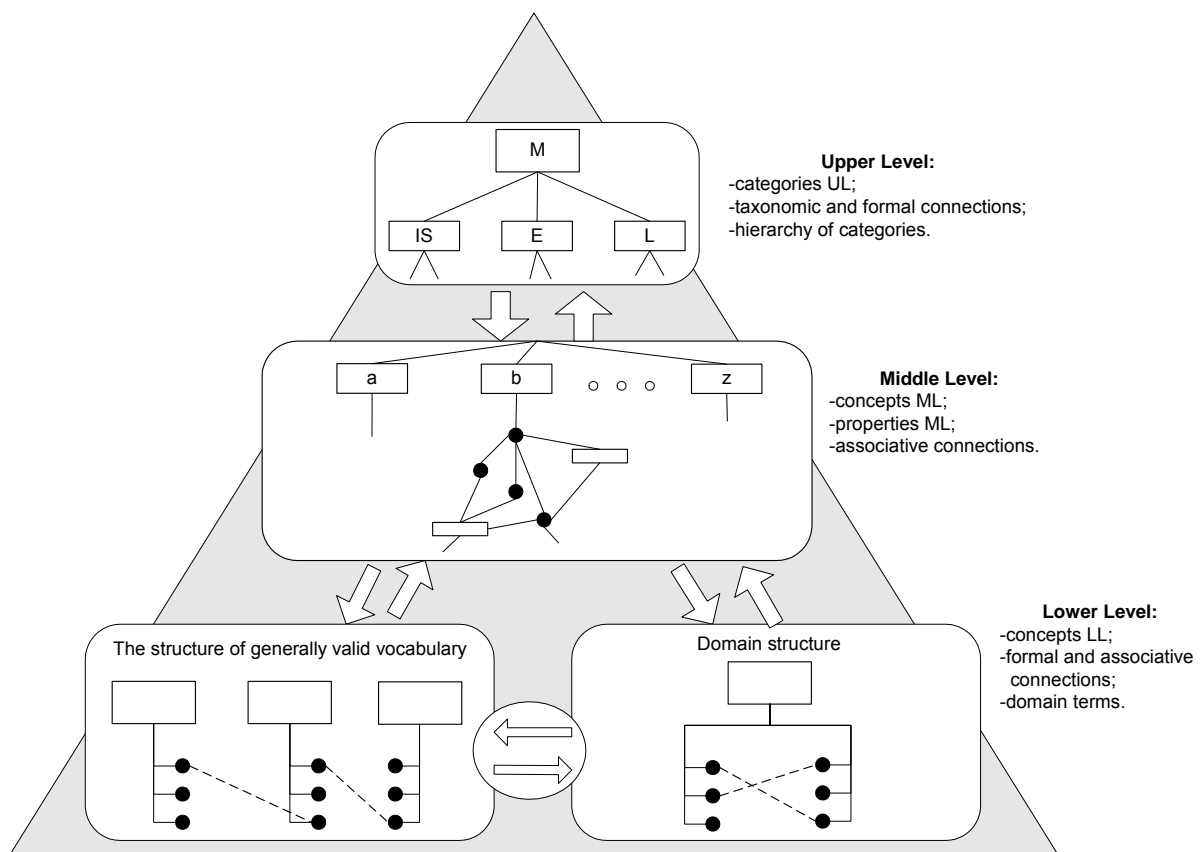 M
IS
E
L
Upper Level:
-categories UL;
-taxonomic and formal connections;
-hierarchy of categories.
a
b
z
Middle Level:
-concepts ML;
-properties ML;
-associative connections.
The structure of generally valid vocabulary
Domain structure
Lower Level:
-concepts LL;
-formal and associative
connections;
-domain terms.